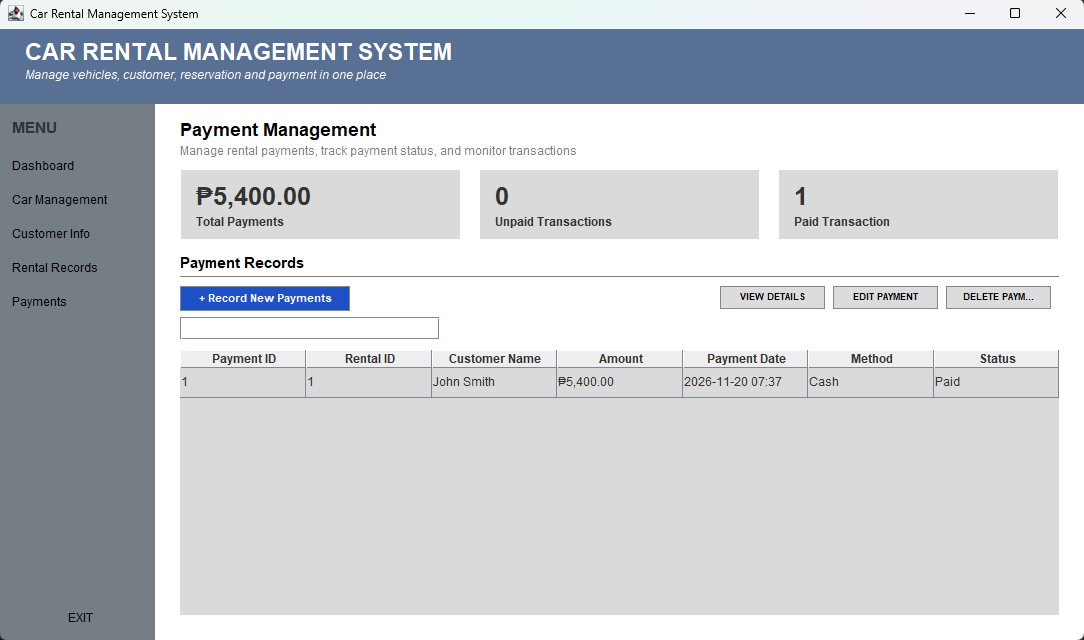 Car Rental Management System
CAR RENTAL MANAGEMENT SYSTEM
Manage vehicles, customer, reservation and payment in one place
MENU
Dashboard
Car Management
Customer Info
Rental Records
Payments
EXIT
Payment Management
Manage rental payments, track payment status, and monitor transactions
₱5,400.00
Total Payments
0
Unpaid Transactions
1
Paid Transaction
Payment Records
+ Record New Payments
VIEW DETAILS
EDIT PAYMENT
DELETE PAYM...
Payment ID Rental ID Customer Name Amount Payment Date Method Status
1 1 John Smith ₱5,400.00 2026-11-20 07:37 Cash Paid